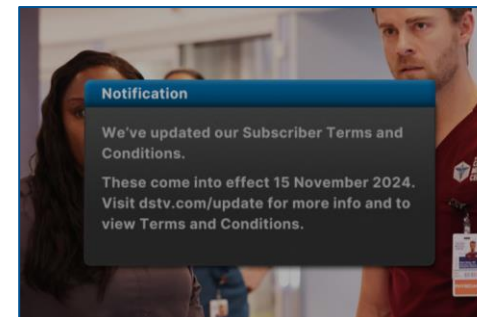 Notification
We've updated our Subscriber Terms and
Conditions.
These come into effect 15 November 2024.
Visit dstv.com/update for more info and to
view Terms and Conditions.